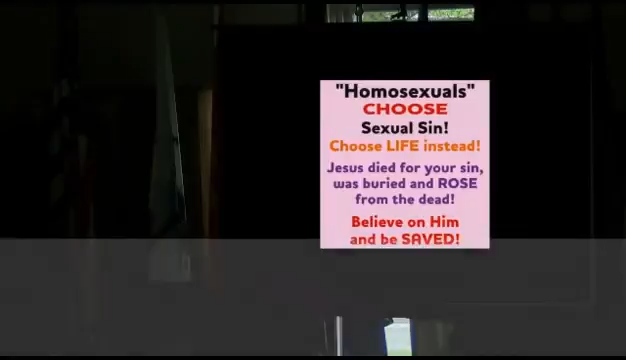 "Homosexuals"
CHOOSE
Sexual Sin!
Choose LIFE instead!
Jesus died for your sin,
was buried and ROSE
from the dead!
Believe on Him
and be SAVED!